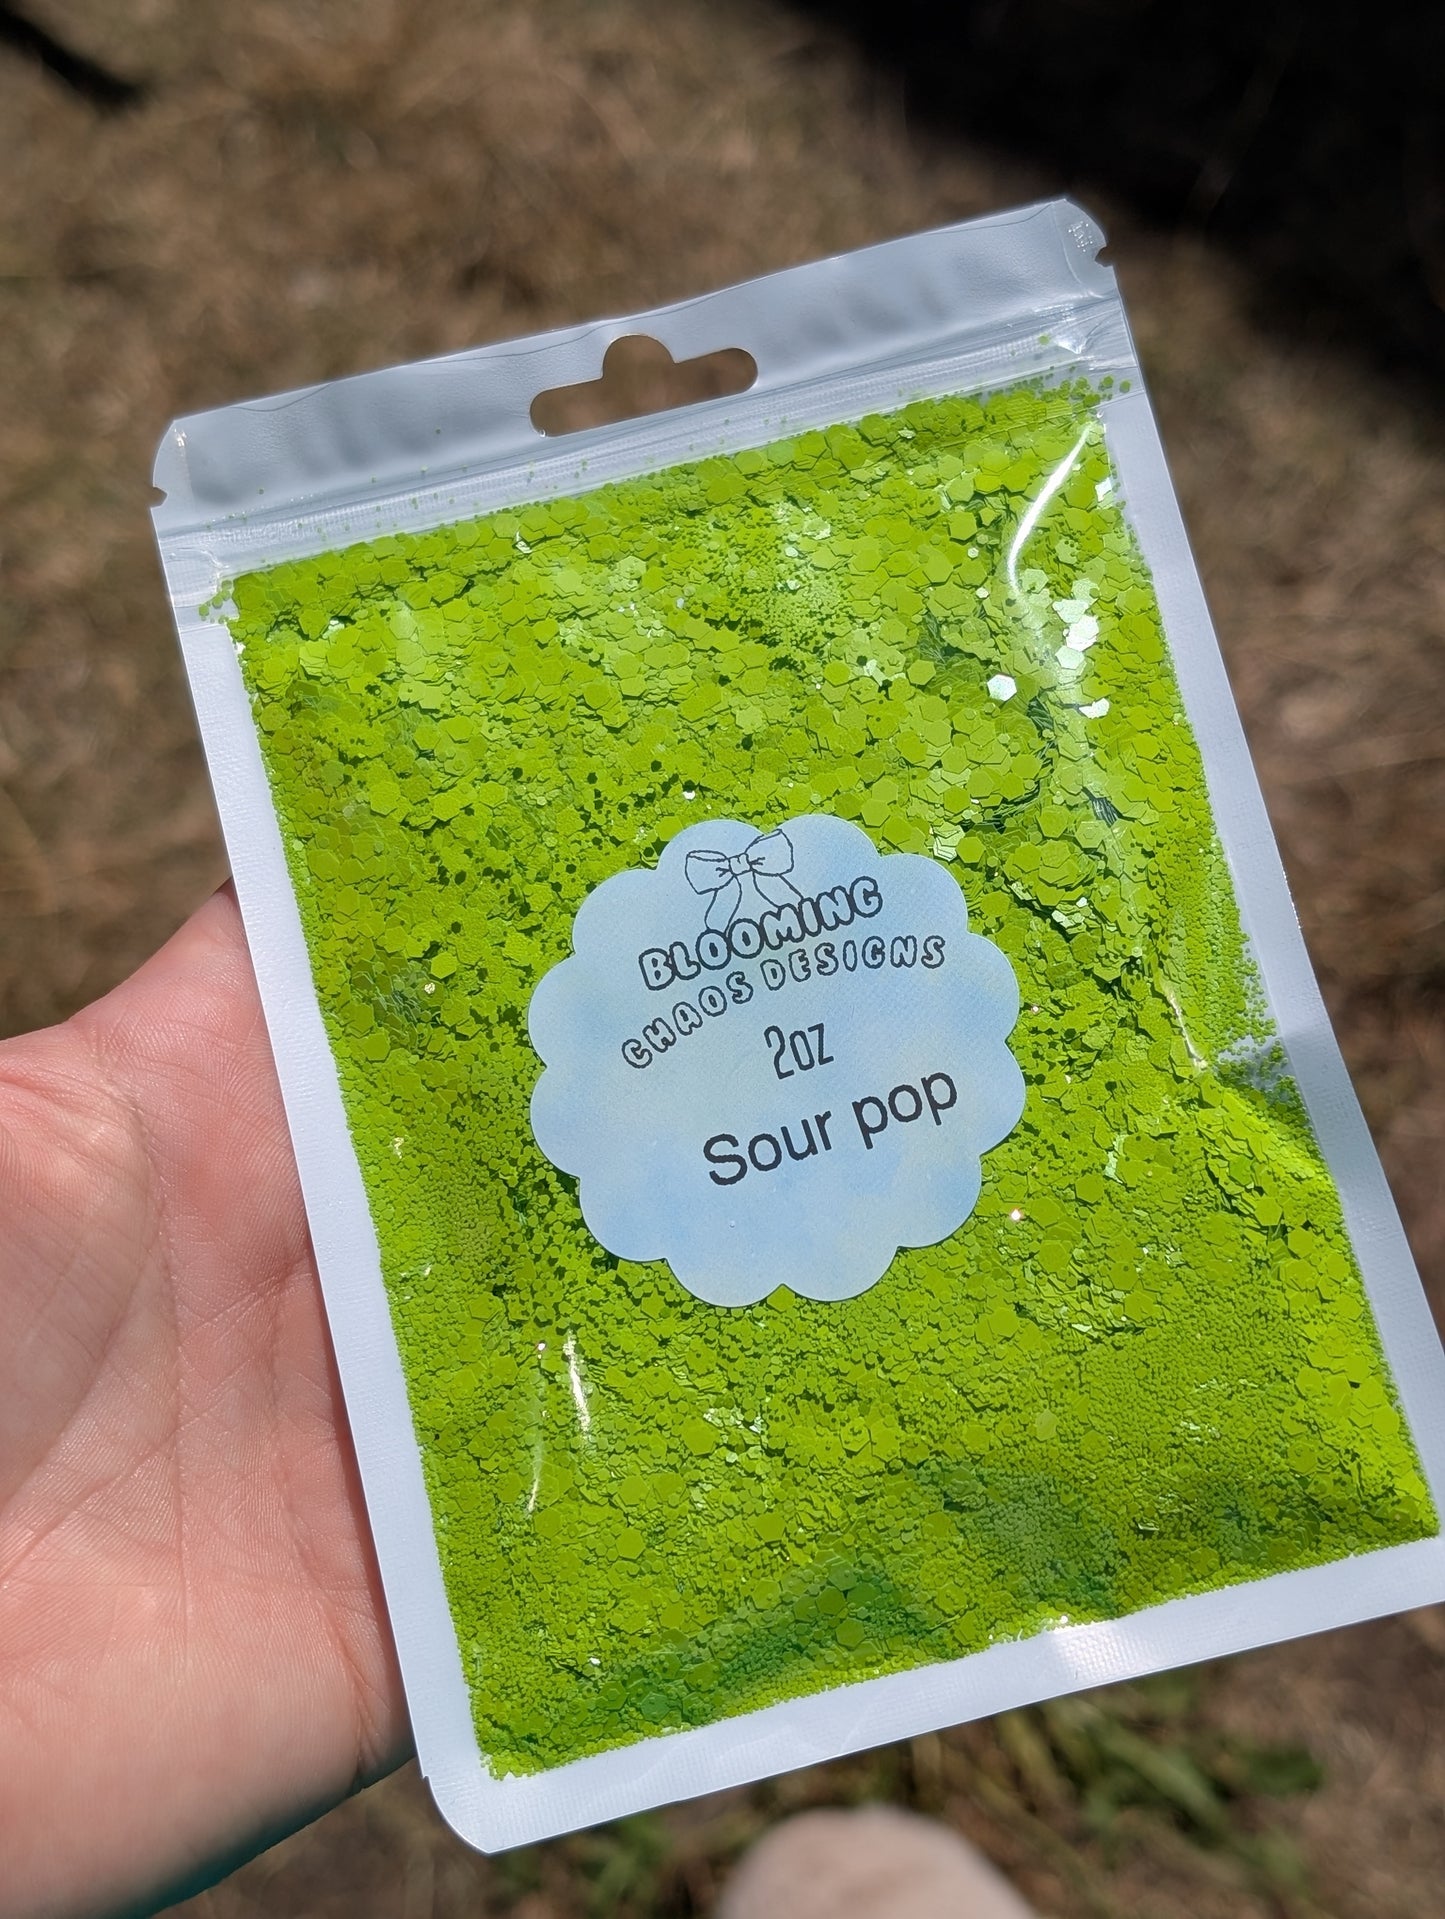 BLOOMING
CHAOS DESIGNS
2oz
Sour pop